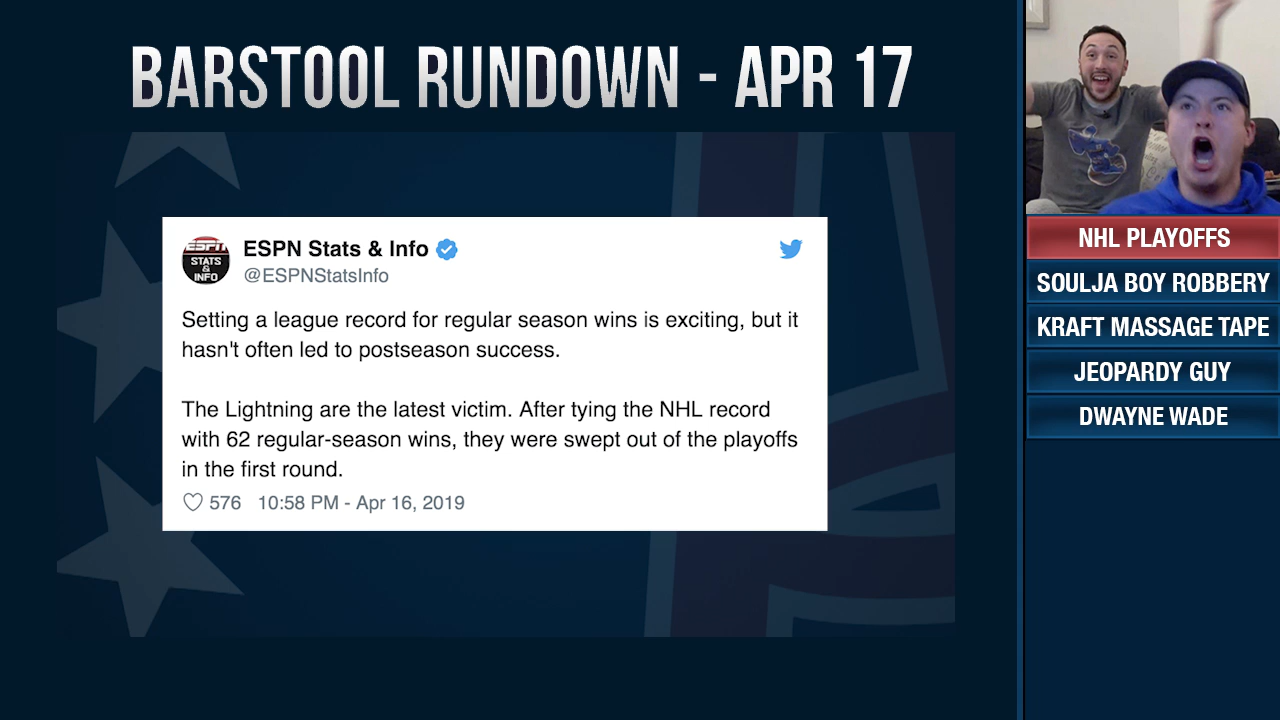 BARSTOOL RUNDOWN - APR 17
ESPN Stats & Info
@ESPNStatsInfo
ESPN
STATS
&
INFO
Setting a league record for regular season wins is exciting, but it
hasn't often led to postseason success.
The Lightning are the latest victim. After tying the NHL record
with 62 regular-season wins, they were swept out of the playoffs
in the first round.
576 10:58 PM - Apr 16, 2019
NHL PLAYOFFS
SOULJA BOY ROBBERY
KRAFT MASSAGE TAPE
JEOPARDY GUY
DWAYNE WADE